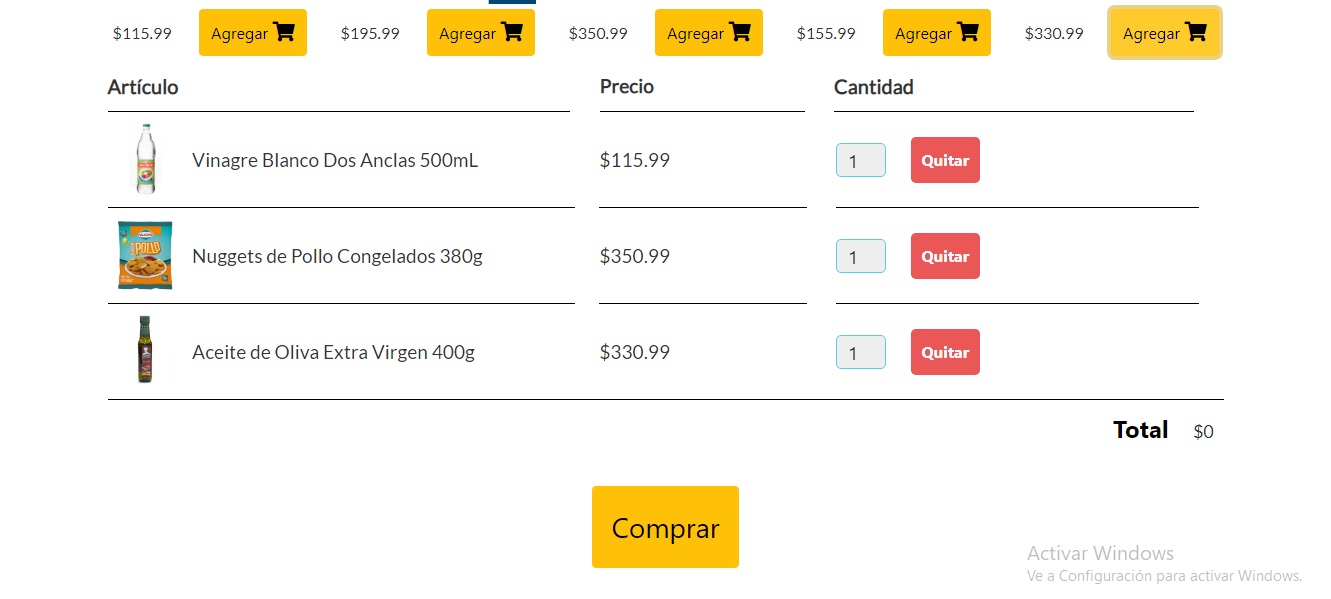 $115.99 Agregar $195.99 Agregar $350.99 Agregar $155.99 Agregar $330.99 Agregar
Artículo Precio Cantidad
Vinagre Blanco Dos Anclas 500mL $115.99 1 Quitar
POLLO
Nuggets de Pollo Congelados 380g $350.99 1 Quitar
Aceite de Oliva Extra Virgen 400g $330.99 1 Quitar
Total $0
Comprar
Activar Windows
Ve a Configuración para activar Windows.